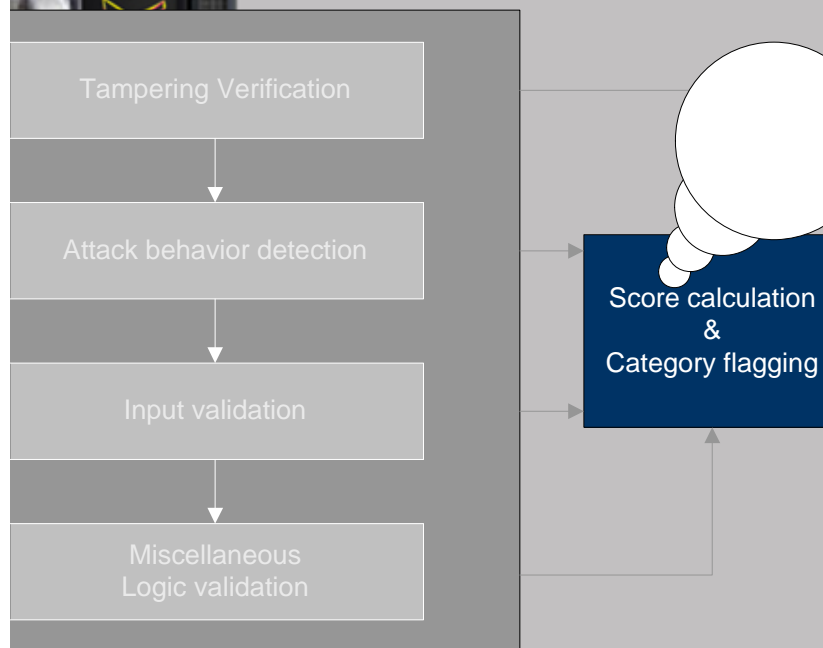 Tampering Verification
Attack behavior detection
Score calculation
&
Category flagging
Input validation
Miscellaneous
Logic validation